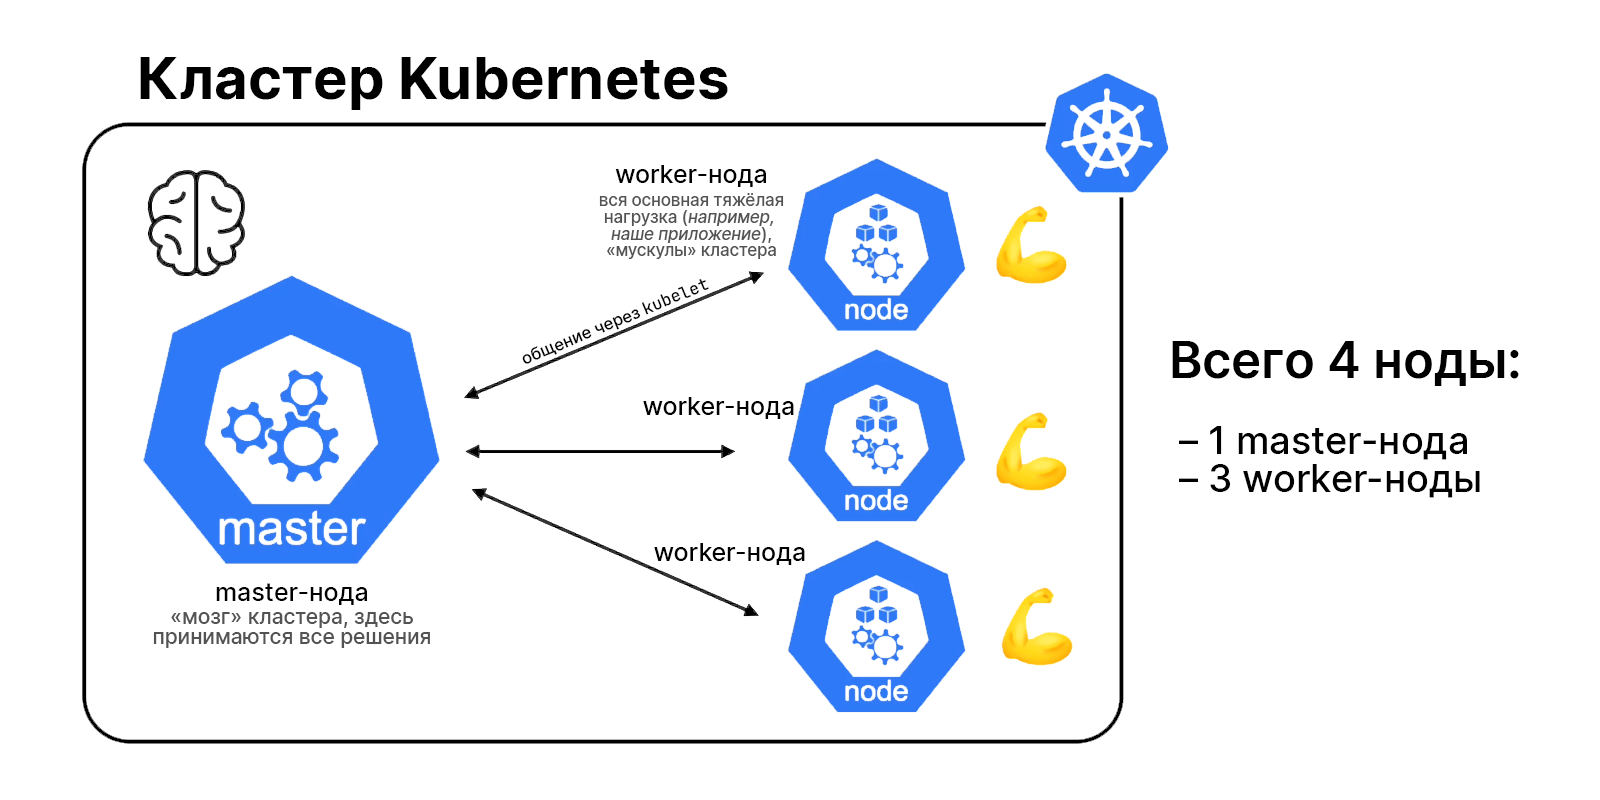 Кластер Kubernetes
worker-нода
вся основная тяжёлая
нагрузка (например,
наше приложение),
«мускулы» кластера
node
общение через kubelet
worker-нода
node
worker-нода
node
master
master-нода
«мозг» кластера, здесь
принимаются все решения
Всего 4 ноды:
– 1 master-нода
– 3 worker-ноды